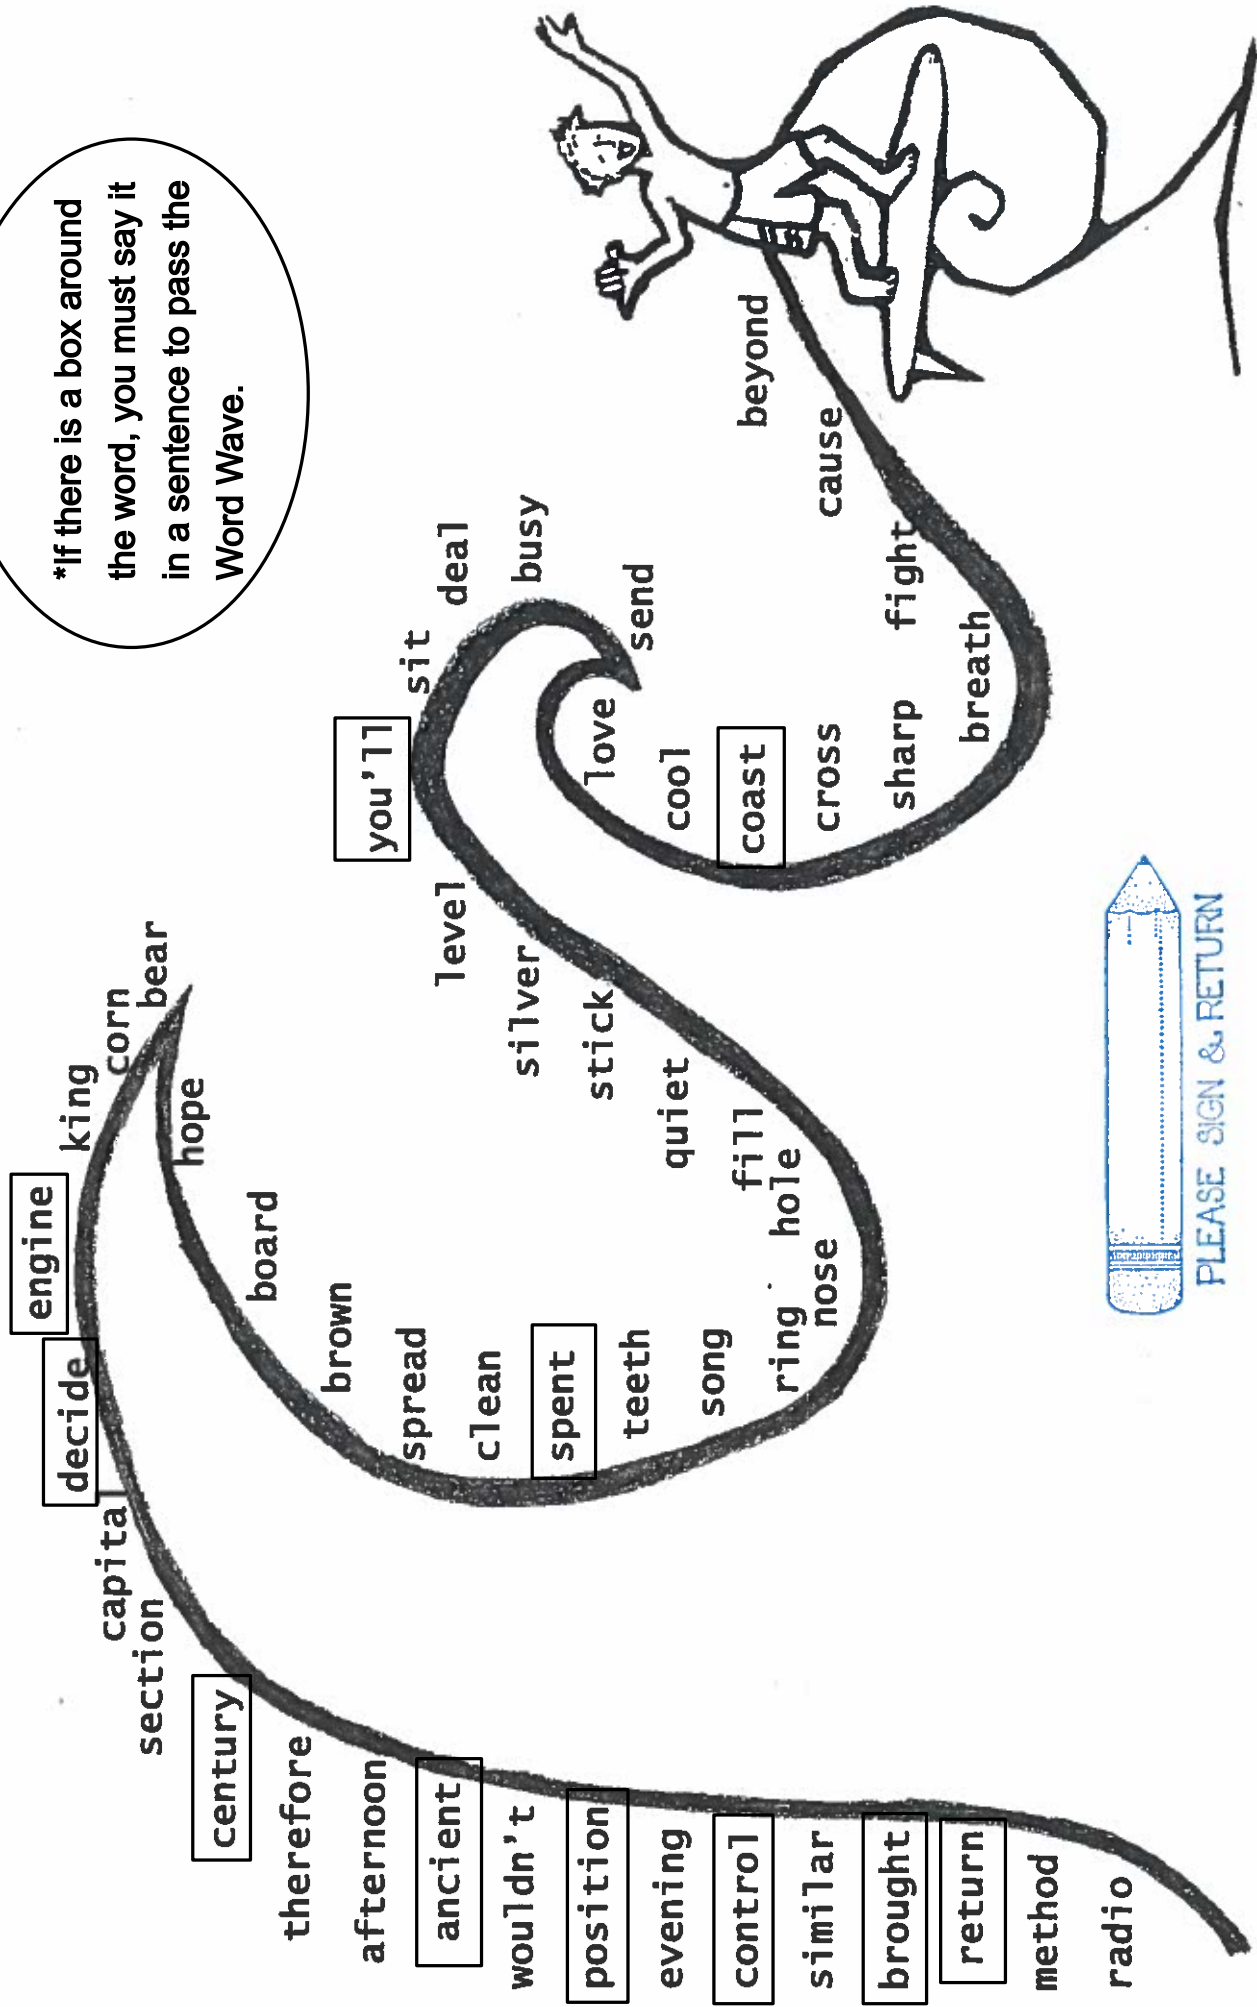 *If there is a box around
the word, you must say it
in a sentence to pass the
Word Wave.
radio
method
return
brought
similar
control
evening
position
wouldn't
ancient
afternoon
therefore
century
section
capita
decide
engine
king
corn
bear
hope
board
brown
spread
clean
spent
teeth
song
ring
nose
hole
fill
quiet
stick
silver
level
you'll
sit
deal
busy
send
love
cool
coast
cross
sharp
breath
fight
cause
beyond
PLEASE SIGN & RETURN